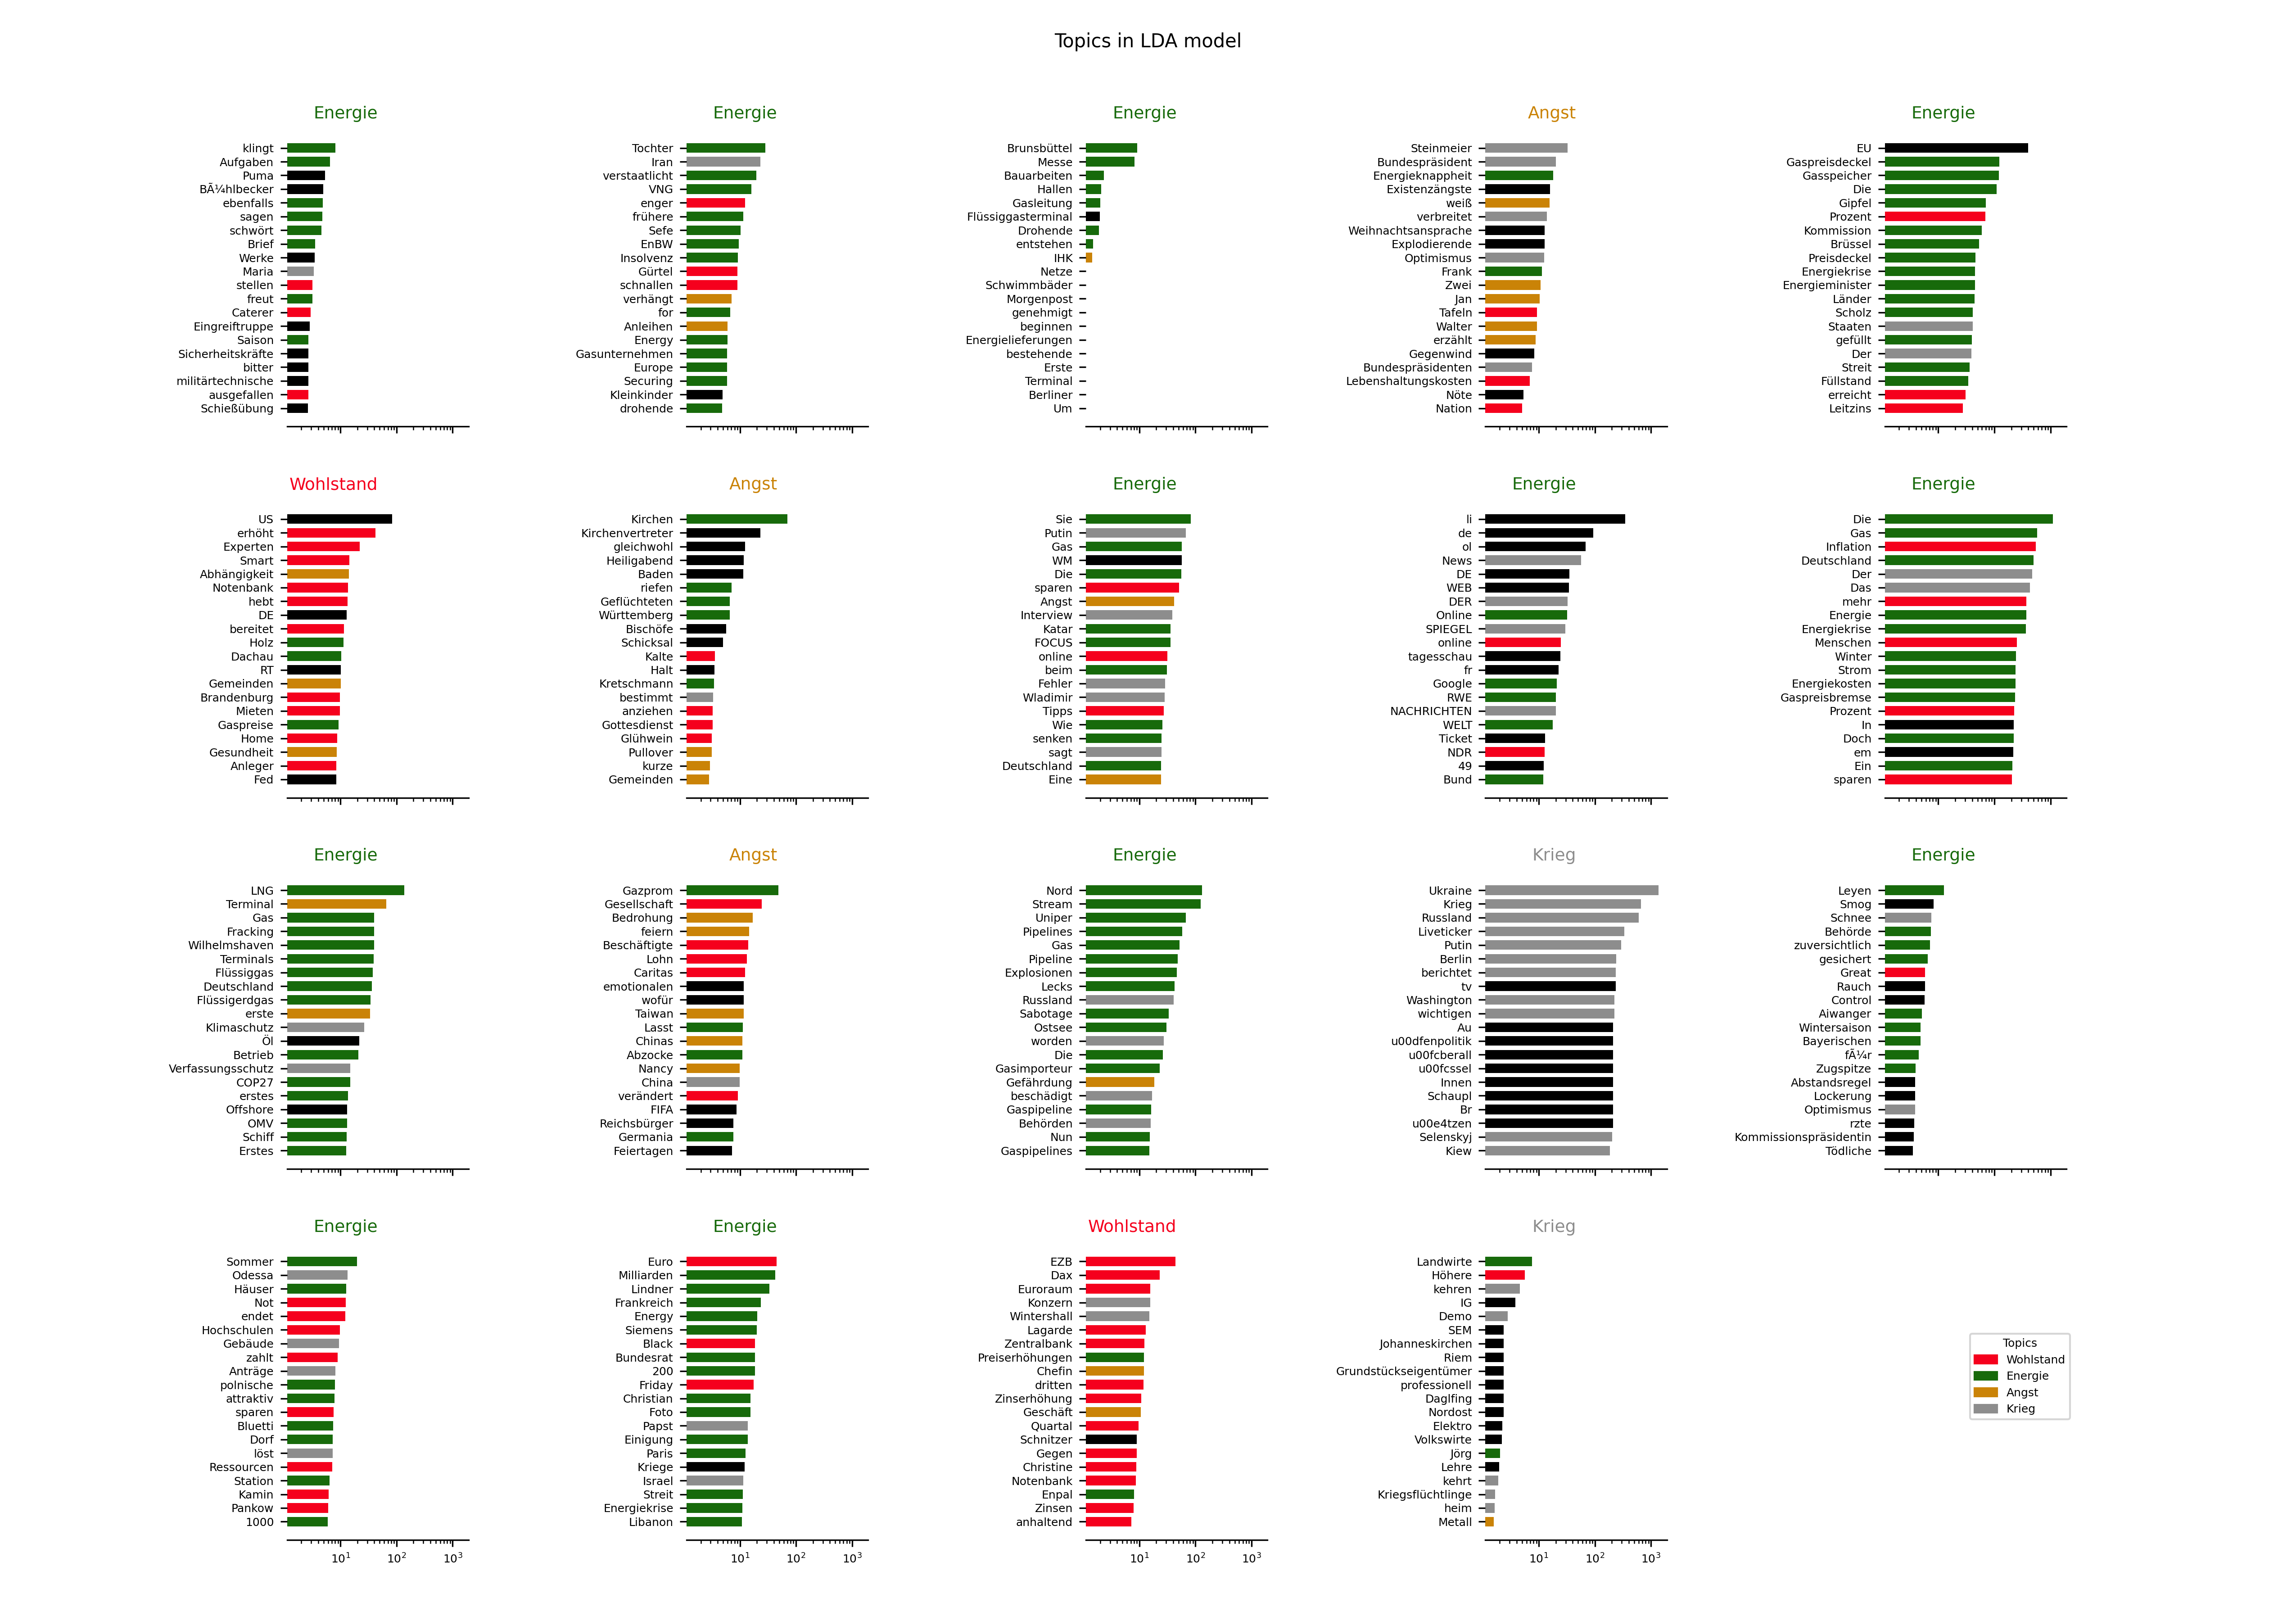 Topics in LDA model
Energie
klingt
Aufgaben
Puma
BÃ¼hlbecker
ebenfalls
sagen
schwört
Brief
Werke
Maria
stellen
freut
Caterer
Eingreiftruppe
Saison
Sicherheitskräfte
bitter
militärtechnische
ausgefallen
Schießübung
Energie
Tochter
Iran
verstaatlicht
VNG
enger
frühere
Sefe
EnBW
Insolvenz
Gürtel
schnallen
verhängt
for
Anleihen
Energy
Gasunternehmen
Europe
Securing
Kleinkinder
drohende
Energie
Brunsbüttel
Messe
Bauarbeiten
Hallen
Gasleitung
Flüssiggasterminal
Drohende
entstehen
IHK
Netze
Schwimmbäder
Morgenpost
genehmigt
beginnen
Energielieferungen
bestehende
Erste
Terminal
Berliner
Um
Angst
Steinmeier
Bundespräsident
Energieknappheit
Existenzängste
weiß
verbreitet
Weihnachtsansprache
Explodierende
Optimismus
Frank
Zwei
Jan
Tafeln
Walter
erzählt
Gegenwind
Bundespräsidenten
Lebenshaltungskosten
Nöte
Nation
Energie
EU
Gaspreisdeckel
Gasspeicher
Die
Gipfel
Prozent
Kommission
Brüssel
Preisdeckel
Energiekrise
Energieminister
Länder
Scholz
Staaten
gefüllt
Der
Streit
Füllstand
erreicht
Leitzins
Wohlstand
US
erhöht
Experten
Smart
Abhängigkeit
Notenbank
hebt
DE
bereitet
Holz
Dachau
RT
Gemeinden
Brandenburg
Mieten
Gaspreise
Home
Gesundheit
Anleger
Fed
Angst
Kirchen
Kirchenvertreter
gleichwohl
Heiligabend
Baden
riefen
Geflüchteten
Württemberg
Bischöfe
Schicksal
Kalte
Halt
Kretschmann
bestimmt
anziehen
Gottesdienst
Glühwein
Pullover
kurze
Gemeinden
Energie
Sie
Putin
Gas
WM
Die
sparen
Angst
Interview
Katar
FOCUS
online
beim
Fehler
Wladimir
Tipps
Wie
senken
sagt
Deutschland
Eine
Energie
li
de
ol
News
DE
WEB
DER
Online
SPIEGEL
online
tagesschau
fr
Google
RWE
NACHRICHTEN
WELT
Ticket
NDR
49
Bund
Energie
Die
Gas
Inflation
Deutschland
Der
Das
mehr
Energie
Energiekrise
Menschen
Winter
Strom
Energiekosten
Gaspreisbremse
Prozent
In
Doch
em
Ein
sparen
Energie
LNG
Terminal
Gas
Fracking
Wilhelmshaven
Terminals
Flüssiggas
Deutschland
Flüssigerdgas
erste
Klimaschutz
Öl
Betrieb
Verfassungsschutz
COP27
erstes
Offshore
OMV
Schiff
Erstes
Angst
Gazprom
Gesellschaft
Bedrohung
feiern
Beschäftigte
Lohn
Caritas
emotionalen
wofür
Taiwan
Lasst
Chinas
Abzocke
Nancy
China
verändert
FIFA
Reichsbürger
Germania
Feiertagen
Energie
Nord
Stream
Uniper
Pipelines
Gas
Pipeline
Explosionen
Lecks
Russland
Sabotage
Ostsee
worden
Die
Gasimporteur
Gefährdung
beschädigt
Gaspipeline
Behörden
Nun
Gaspipelines
Krieg
Ukraine
Krieg
Russland
Liveticker
Putin
Berlin
berichtet
tv
Washington
wichtigen
Au
u00dfenpolitik
u00fcberall
u00fcssel
Innen
Schaupl
Br
u00e4tzen
Selenskyj
Kiew
Energie
Leyen
Smog
Schnee
Behörde
zuversichtlich
gesichert
Great
Rauch
Control
Aiwanger
Wintersaison
Bayerischen
fÃ¼r
Zugspitze
Abstandsregel
Lockerung
Optimismus
rzte
Kommissionspräsidentin
Tödliche
Energie
Sommer
Odessa
Häuser
Not
endet
Hochschulen
Gebäude
zahlt
Anträge
polnische
attraktiv
sparen
Bluetti
Dorf
löst
Ressourcen
Station
Kamin
Pankow
1000
10¹ 10² 10³
Energie
Euro
Milliarden
Lindner
Frankreich
Energy
Siemens
Black
Bundesrat
200
Friday
Christian
Foto
Papst
Einigung
Paris
Kriege
Israel
Streit
Energiekrise
Libanon
10¹ 10² 10³
Wohlstand
EZB
Dax
Euroraum
Konzern
Wintershall
Lagarde
Zentralbank
Preiserhöhungen
Chefin
dritten
Zinserhöhung
Geschäft
Quartal
Schnitzer
Gegen
Christine
Notenbank
Enpal
Zinsen
anhaltend
10¹ 10² 10³
Krieg
Landwirte
Höhere
kehren
IG
Demo
SEM
Johanneskirchen
Riem
Grundstückseigentümer
professionell
Daglfing
Nordost
Elektro
Volkswirte
Jörg
Lehre
kehrt
Kriegsflüchtlinge
heim
Metall
10¹ 10² 10³
Topics
Wohlstand
Energie
Angst
Krieg